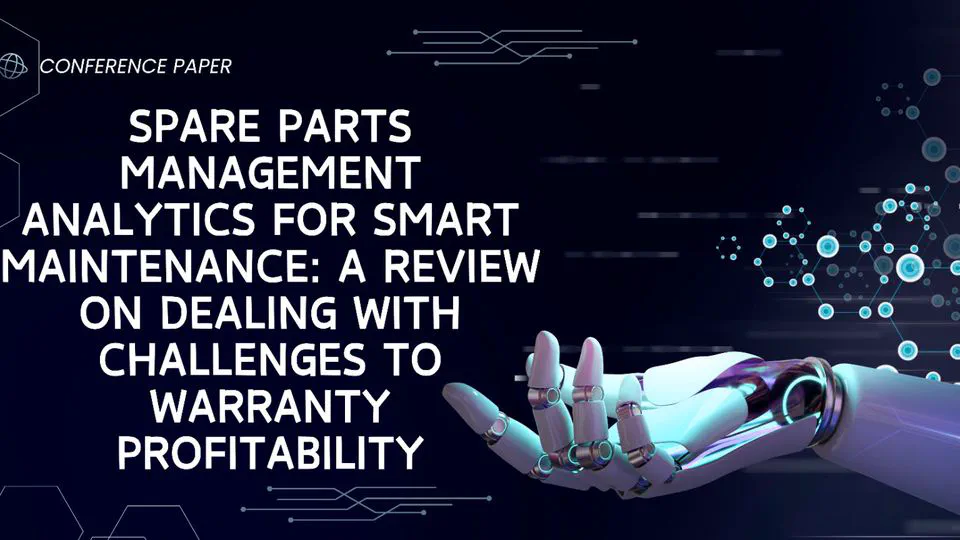 CONFERENCE PAPER
SPARE PARTS
MANAGEMENT
ANALYTICS FOR SMART
MAINTENANCE: A REVIEW
ON DEALING WITH
CHALLENGES TO
WARRANTY
PROFITABILITY